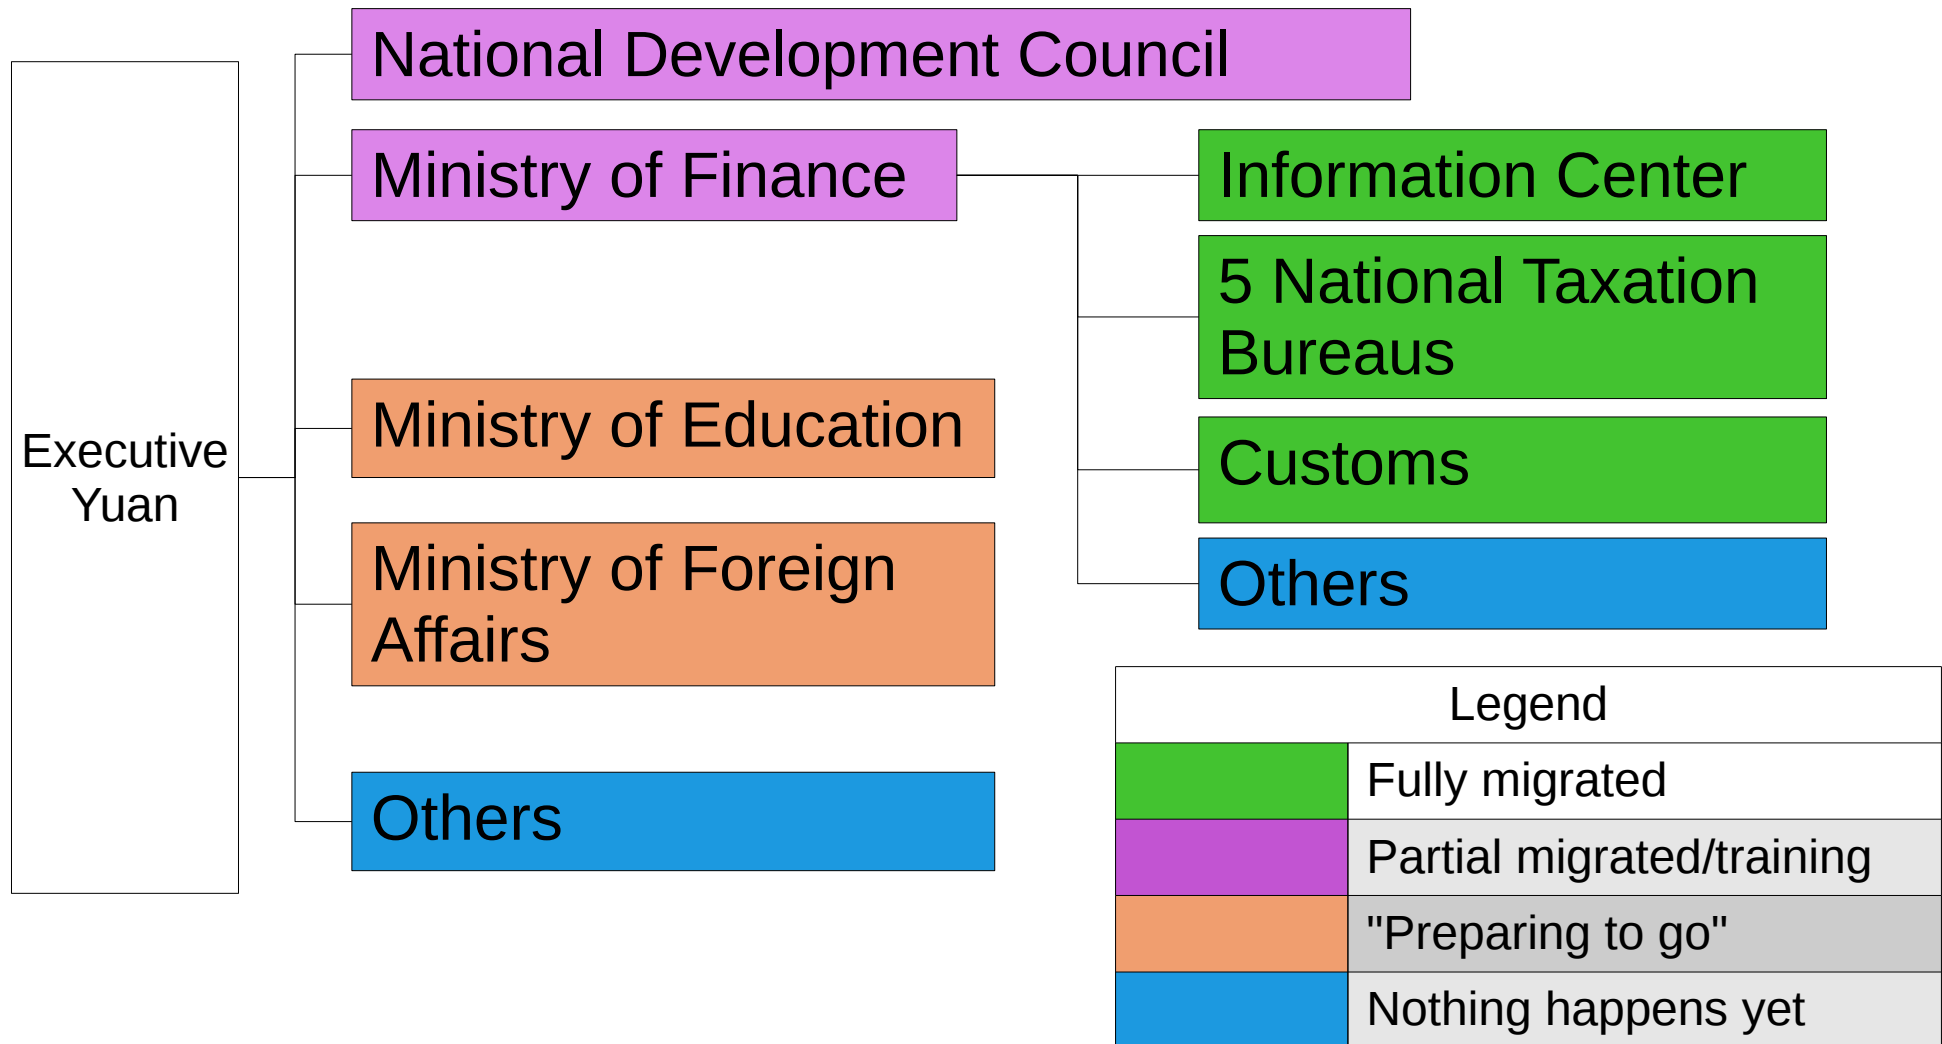 Executive
Yuan
National Development Council
Ministry of Finance
Ministry of Education
Ministry of Foreign
Affairs
Others
Information Center
5 National Taxation
Bureaus
Customs
Others
Legend
Fully migrated
Partial migrated/training
"Preparing to go"
Nothing happens yet